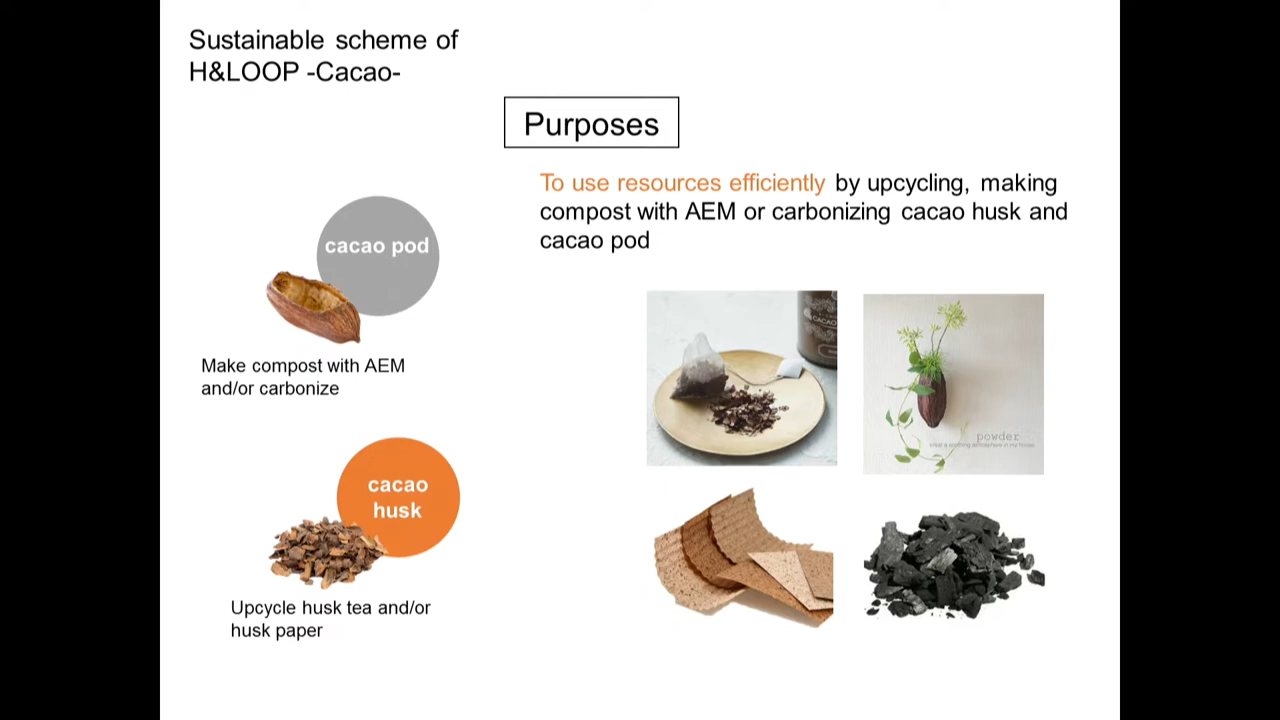 Sustainable scheme of
H&LOOP -Cacao-
Purposes
To use resources efficiently by upcycling, making
compost with AEM or carbonizing cacao husk and
cacao pod
cacao pod
Make compost with AEM
and/or carbonize
cacao
husk
Upcycle husk tea and/or
husk paper
CACAO
powder